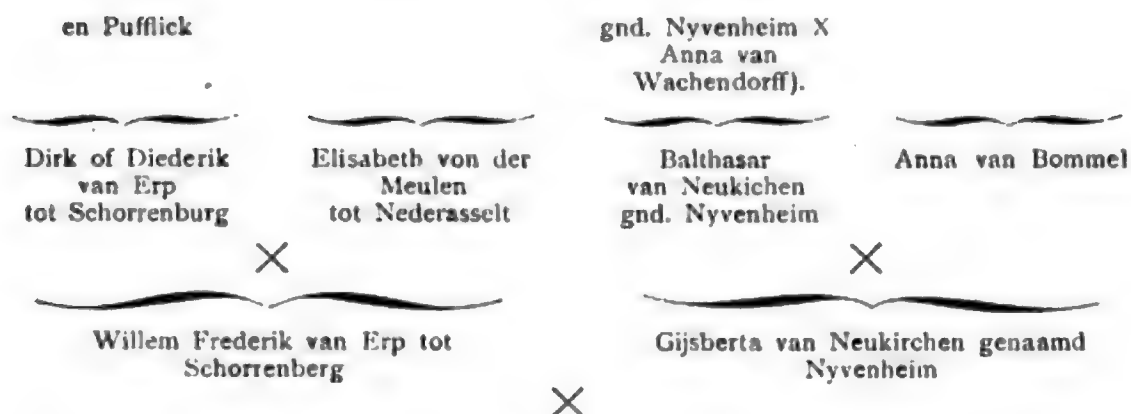 en Pufflick
gnd. Nyvenheim X
Anna van
Wachendorff).
Dirk of Diederik
van Erp
tot Schorrenburg
Elisabeth von der
Meulen
tot Nederasselt
Balthasar
van Neukichen
gnd. Nyvenheim
Anna van Bommel
X
X
Willem Frederik van Erp tot
Schorrenberg
Gijsberta van Neukirchen genaamd
Nyvenheim
X